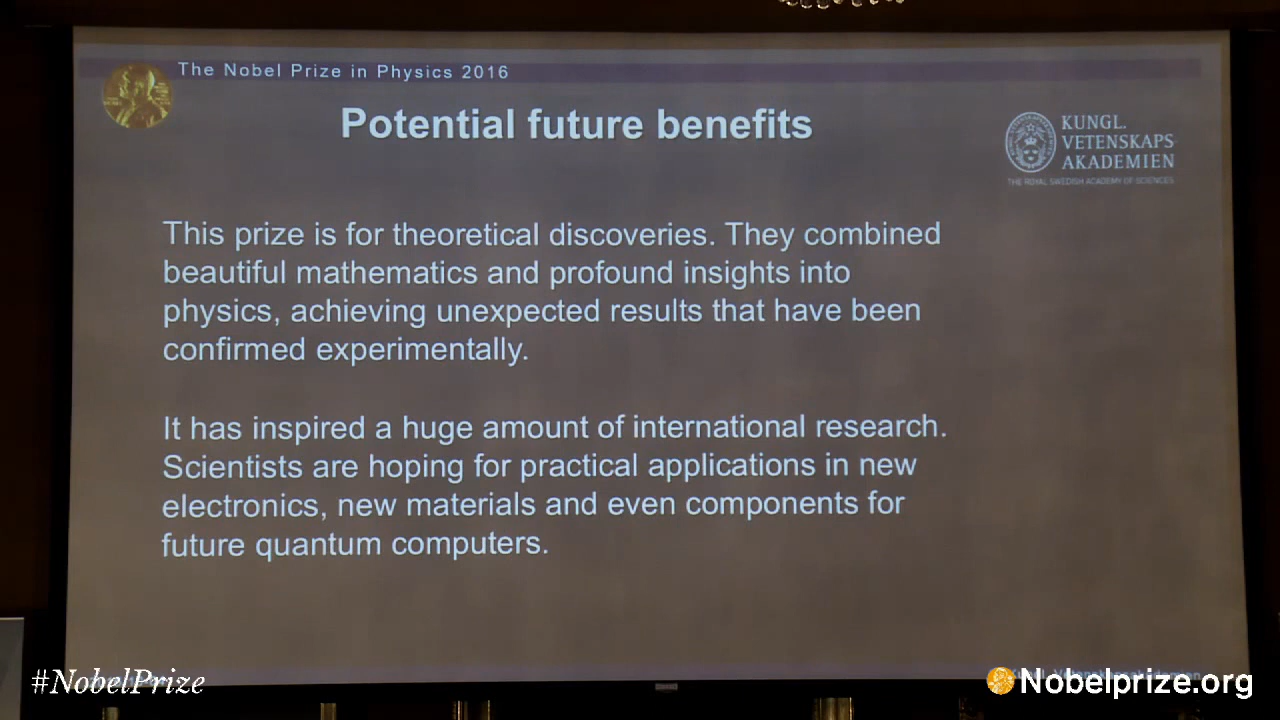 The Nobel Prize in Physics 2016
Potential future benefits
KUNGL.
VETENSKAPS
AKADEMIEN
THE ROYAL SWEDISH ACADEMY OF SCIENCES
This prize is for theoretical discoveries. They combined
beautiful mathematics and profound insights into
physics, achieving unexpected results that have been
confirmed experimentally.
It has inspired a huge amount of international research.
Scientists are hoping for practical applications in new
electronics, new materials and even components for
future quantum computers.
#NobelPrize
Nobelprize.org